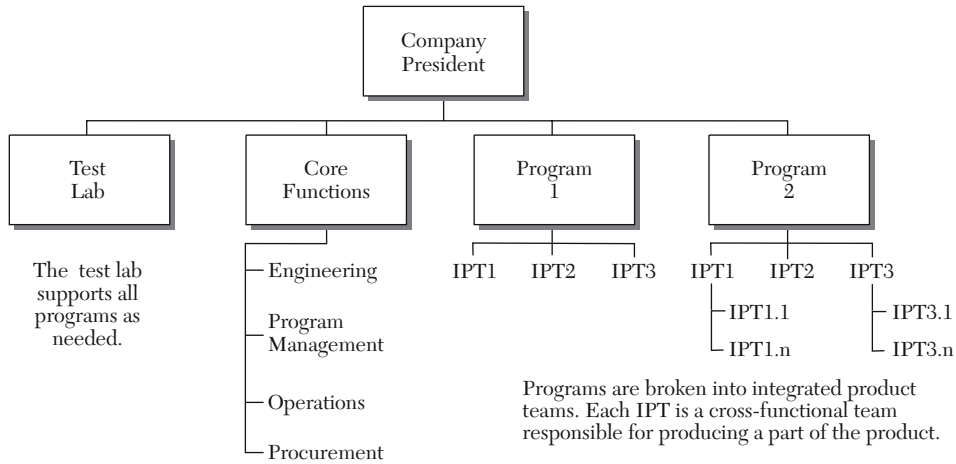 Company
President
Test
Lab
Core
Functions
Program
1
Program
2
The test lab
supports all
programs as
needed.
Engineering
Program
Management
Operations
Procurement
IPT1
IPT2
IPT3
IPT1
IPT2
IPT3
IPT1.1
IPT1.n
IPT3.1
IPT3.n
Programs are broken into integrated product
teams. Each IPT is a cross-functional team
responsible for producing a part of the product.